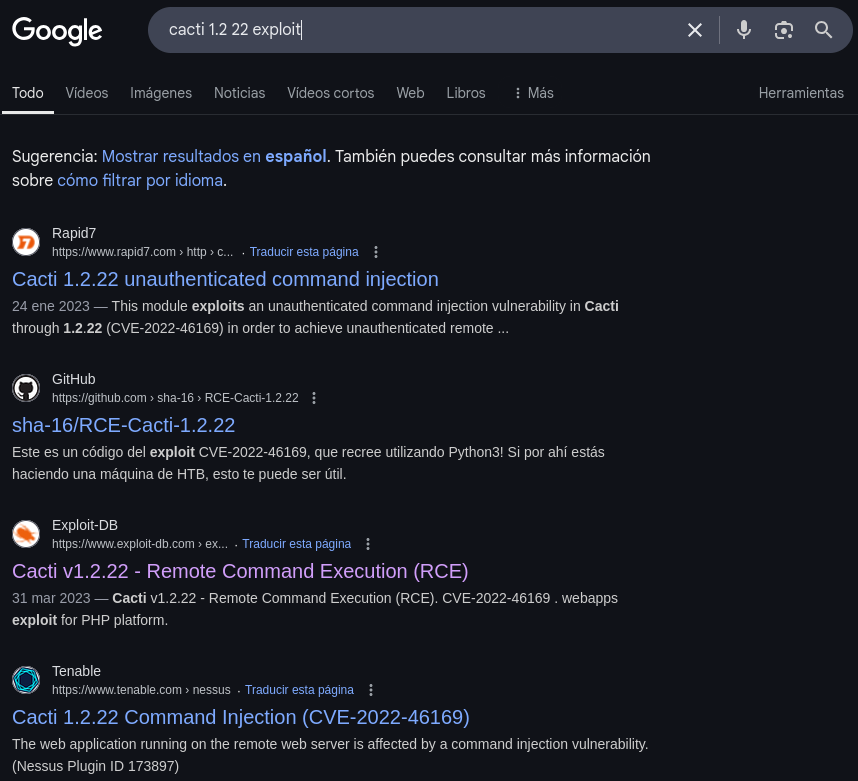 Google
cacti 1.2 22 exploit
Todo Vídeos Imágenes Noticias Vídeos cortos Web Libros Más Herramientas
Sugerencia: Mostrar resultados en español. También puedes consultar más información
sobre cómo filtrar por idioma.
Rapid7
https://www.rapid7.com › http › c... · Traducir esta página
Cacti 1.2.22 unauthenticated command injection
24 ene 2023 — This module exploits an unauthenticated command injection vulnerability in Cacti
through 1.2.22 (CVE-2022-46169) in order to achieve unauthenticated remote ...
GitHub
https://github.com › sha-16 › RCE-Cacti-1.2.22
sha-16/RCE-Cacti-1.2.22
Este es un código del exploit CVE-2022-46169, que recree utilizando Python3! Si por ahí estás
haciendo una máquina de HTB, esto te puede ser útil.
Exploit-DB
https://www.exploit-db.com › ex... · Traducir esta página
Cacti v1.2.22 - Remote Command Execution (RCE)
31 mar 2023 — Cacti v1.2.22 - Remote Command Execution (RCE). CVE-2022-46169 . webapps
exploit for PHP platform.
Tenable
https://www.tenable.com › nessus · Traducir esta página
Cacti 1.2.22 Command Injection (CVE-2022-46169)
The web application running on the remote web server is affected by a command injection vulnerability.
(Nessus Plugin ID 173897)